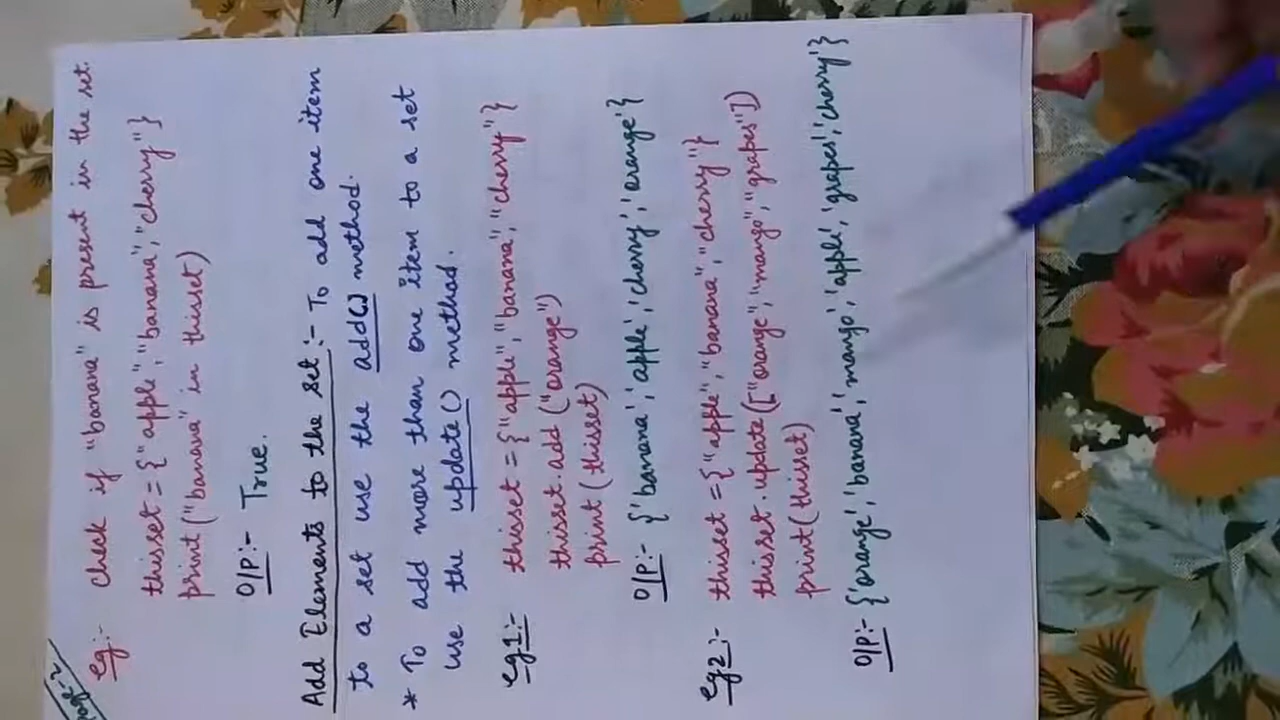 Page-2
eg:- check if "banana" is present in the set.
thisset = {"apple", "banana", "cherry"}
print ("banana" in thisset)
O/P:- True.
Add Elements to the set :- To add one item
to a set use the add() method.
* To add more than one item to a set
use the update() method.
eg1:- thisset = {"apple", "banana", "cherry"}
thisset.add ("orange")
print (thisset)
O/P:- {'banana', 'apple', 'cherry', 'orange'}
eg2:- thisset = {"apple", "banana", "cherry"}
thisset.update(["orange", "mango", "grapes"])
print(thisset)
O/P:- {'orange', 'banana', 'mango', 'apple', 'grapes', 'cherry'}